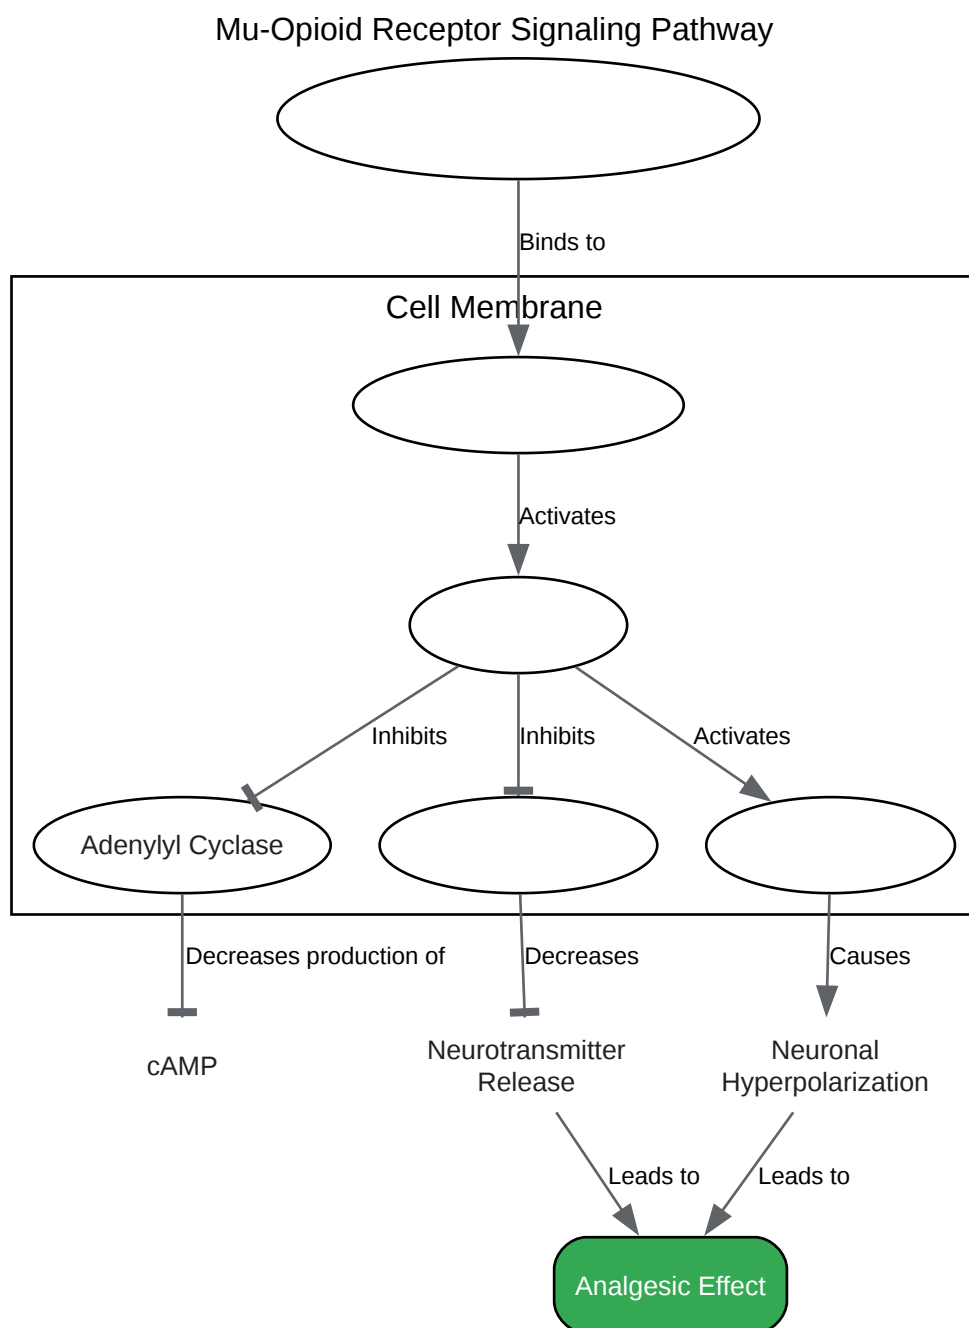 Mu-Opioid Receptor Signaling Pathway
Binds to
Cell Membrane
Activates
Inhibits
Inhibits
Activates
Adenylyl Cyclase
Decreases production of
Decreases
Causes
cAMP
Neurotransmitter
Release
Neuronal
Hyperpolarization
Leads to
Leads to
Analgesic Effect